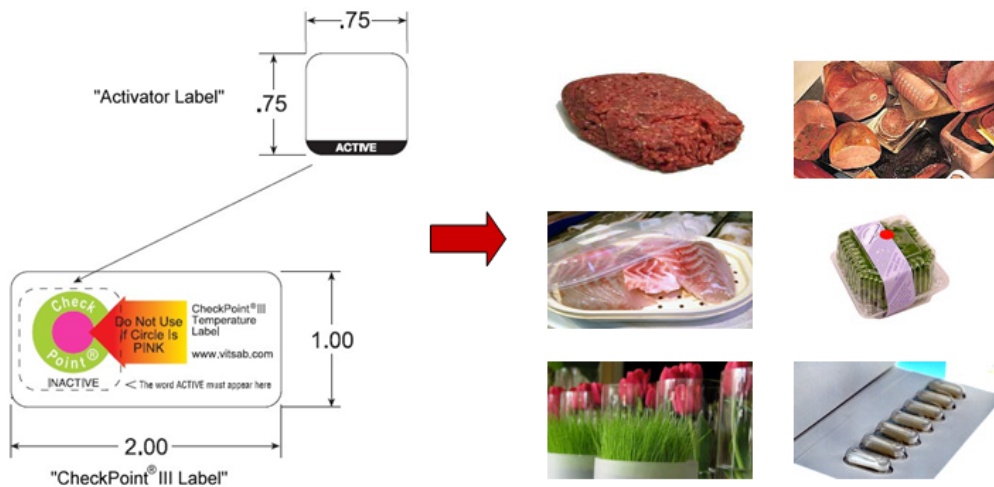 .75
"Activator Label"
.75
ACTIVE
Check
Point®
INACTIVE
Do Not Use
if Circle Is
PINK
CheckPoint® III
Temperature
Label
www.vitsab.com
< The word ACTIVE must appear here
1.00
2.00
"CheckPoint® III Label"